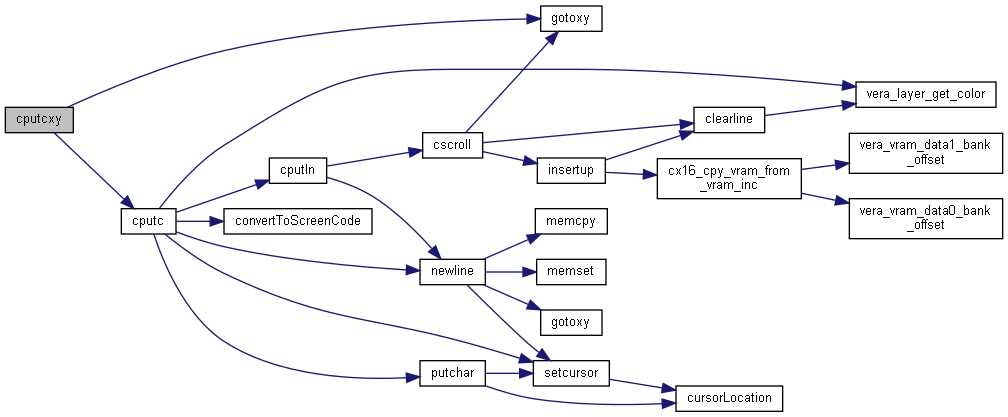 gotoxy
vera_layer_get_color
cputcxy
clearline
cscroll
vera_vram_data1_bank
_offset
cputln
insertup
cx16_cpy_vram_from
_vram_inc
cputc
convertToScreenCode
memcpy
vera_vram_data0_bank
_offset
newline
memset
gotoxy
putchar
setcursor
cursorLocation